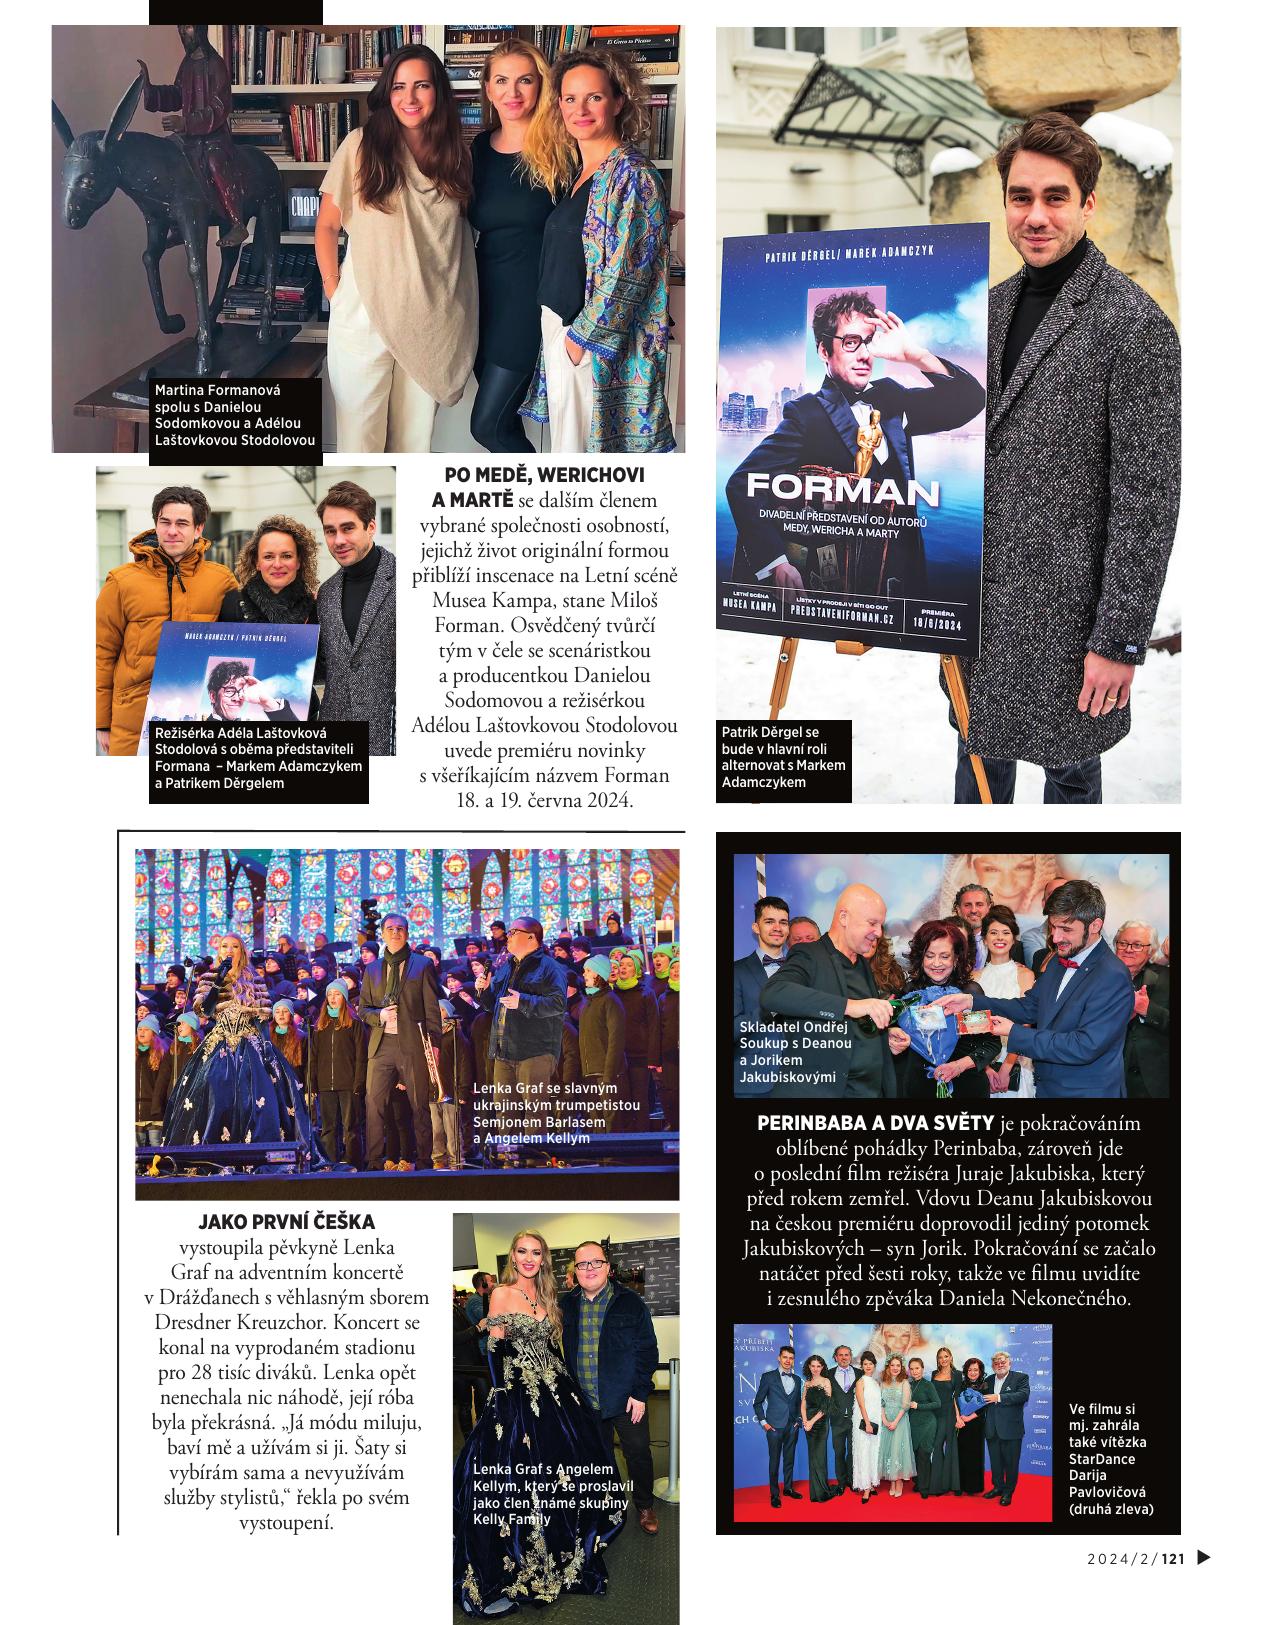 CHAPL
Martina Formanová
spolu s Danielou
Sodomkovou a Adélou
Laštovkovou Stodolovou
MAREK ADAMCZYK / PATRIK DĚRGEL
Režisérka Adéla Laštovková
Stodolová s oběma představiteli
Formana – Markem Adamczykem
a Patrikem Děrgelem
PO MEDĚ, WERICHOVI
A MARTĚ se dalším členem
vybrané společnosti osobností,
jejichž život originální formou
přiblíží inscenace na Letní scéně
Musea Kampa, stane Miloš
Forman. Osvědčený tvůrčí
tým v čele se scenáristkou
a producentkou Danielou
Sodomovou a režisérkou
Adélou Laštovkovou Stodolovou
uvede premiéru novinky
s všeříkajícím názvem Forman
18. a 19. června 2024.
PATRIK DĚRGEL/ MAREK ADAMCZYK
FORMAN
DIVADELNÍ PŘEDSTAVENÍ OD AUTORŮ
MEDY, WERICHA A MARTY
LETNÍ SCÉNA
MUSEA KAMPA
LÍSTKY V PRODEJI V SÍTI GO OUT
PREDSTAVENIFORMAN.CZ
PREMIÉRA
18/6/2024
Patrik Děrgel se
bude v hlavní roli
alternovat s Markem
Adamczykem
Lenka Graf se slavným
ukrajinským trumpetistou
Semjonem Barlasem
a Angelem Kellym
JAKO PRVNÍ ČEŠKA
vystoupila pěvkyně Lenka
Graf na adventním koncertě
v Drážďanech s věhlasným sborem
Dresdner Kreuzchor. Koncert se
konal na vyprodaném stadionu
pro 28 tisíc diváků. Lenka opět
nenechala nic náhodě, její róba
byla překrásná. „Já módu miluju,
baví mě a užívám si ji. Šaty si
vybírám sama a nevyužívám
služby stylistů,“ řekla po svém
vystoupení.
Lenka Graf s Angelem
Kellym, který se proslavil
jako člen známé skupiny
Kelly Family
Skladatel Ondřej
Soukup s Deanou
a Jorikem
Jakubiskovými
PERINBABA A DVA SVĚTY je pokračováním
oblíbené pohádky Perinbaba, zároveň jde
o poslední film režiséra Juraje Jakubiska, který
před rokem zemřel. Vdovu Deanu Jakubiskovou
na českou premiéru doprovodil jediný potomek
Jakubiskových – syn Jorik. Pokračování se začalo
natáčet před šesti roky, takže ve filmu uvidíte
i zesnulého zpěváka Daniela Nekonečného.
Ve filmu si
mj. zahrála
také vítězka
StarDance
Darija
Pavlovičová
(druhá zleva)
2024/2/121